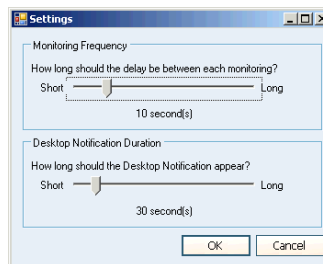 Settings
Monitoring Frequency
How long should the delay be between each monitoring?
Short Long
10 second(s)
Desktop Notification Duration
How long should the Desktop Notification appear?
Short Long
30 second(s)
OK Cancel